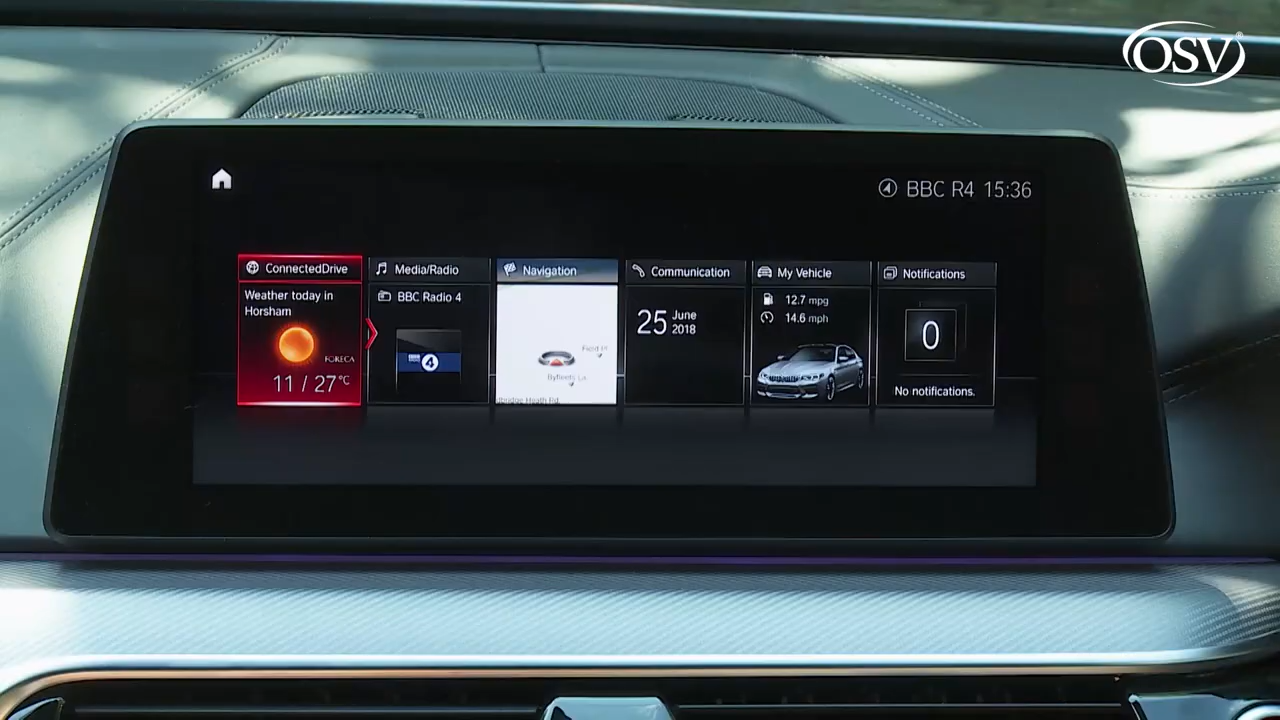 OSV
BBC R4 15:36
ConnectedDrive
Weather today in
Horsham
FORECA
11 / 27°C
Media/Radio
BBC Radio 4
4
Navigation
Communication
25 June
2018
My Vehicle
12.7 mpg
14.6 mph
Notifications
0
No notifications.